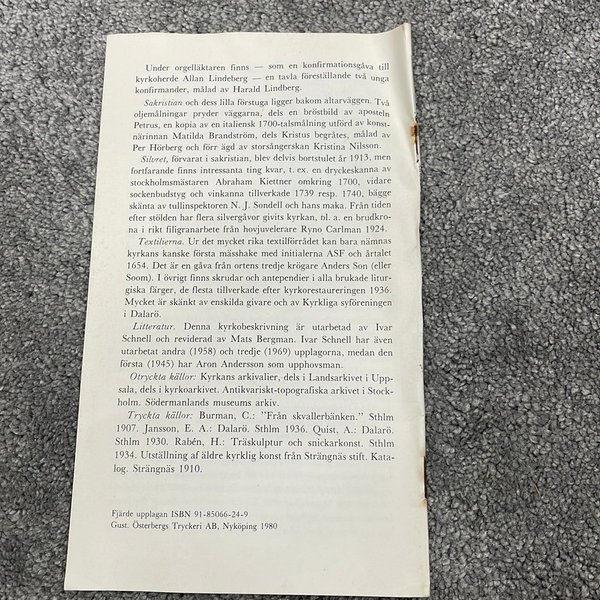 Under orgelläktaren finns — som en konfirmationsgåva till
kyrkoherde Allan Lindeberg — en tavla föreställande två unga
konfirmander, målad av Harald Lindberg.
Sakristian och dess lilla förstuga ligger bakom altarväggen. Två
oljemålningar pryder väggarna, dels en bröstbild av aposteln
Petrus, en kopia av en italiensk 1700-talsmålning utförd av konst-
närinnan Matilda Brandström, dels Kristus begråtes, målad av
Per Hörberg och förr ägd av storsångerskan Kristina Nilsson.
Silvret, förvarat i sakristian, blev delvis bortstulet år 1913, men
fortfarande finns intressanta ting kvar, t. ex. en dryckeskanna av
stockholmsmästaren Abraham Kiettner omkring 1700, vidare
sockenbudstyg och vinkanna tillverkade 1739 resp. 1740, bägge
skänkta av tullinspektoren N. J. Sondell och hans maka. Från tiden
efter stölden har flera silvergåvor givits kyrkan, bl. a. en brudkro-
na i rikt filigranarbete från hovjuvelerare Ryno Carlman 1924.
Textilierna. Ur det mycket rika textilförrådet kan bara nämnas
kyrkans kanske första mässhake med initialerna ASF och årtalet
1654. Det är en gåva från ortens tredje krögare Anders Son (eller
Soom). I övrigt finns skrudar och antependier i alla brukade litur-
giska färger, de flesta tillverkade efter kyrkorestaureringen 1936.
Mycket är skänkt av enskilda givare och av Kyrkliga syföreningen
i Dalarö.
Litteratur. Denna kyrkobeskrivning är utarbetad av Ivar
Schnell och reviderad av Mats Bergman. Ivar Schnell har även
utarbetat andra (1958) och tredje (1969) upplagorna, medan den
första (1945) har Aron Andersson som upphovsman.
Otryckta källor: Kyrkans arkivalier, dels i Landsarkivet i Upp-
sala, dels i kyrkoarkivet. Antikvariskt-topografiska arkivet i Stock-
holm. Södermanlands museums arkiv.
Tryckta källor: Burman, C.: "Från skvallerbänken." Sthlm
1907. Jansson, E. A.: Dalarö. Sthlm 1936. Quist, A.: Dalarö.
Sthlm 1930. Rabén, H.: Träskulptur och snickarkonst. Sthlm
1934. Utställning af äldre kyrklig konst från Strängnäs stift. Kata-
log. Strängnäs 1910.
Fjärde upplagan ISBN 91-85066-24-9
Gust. Österbergs Tryckeri AB, Nyköping 1980